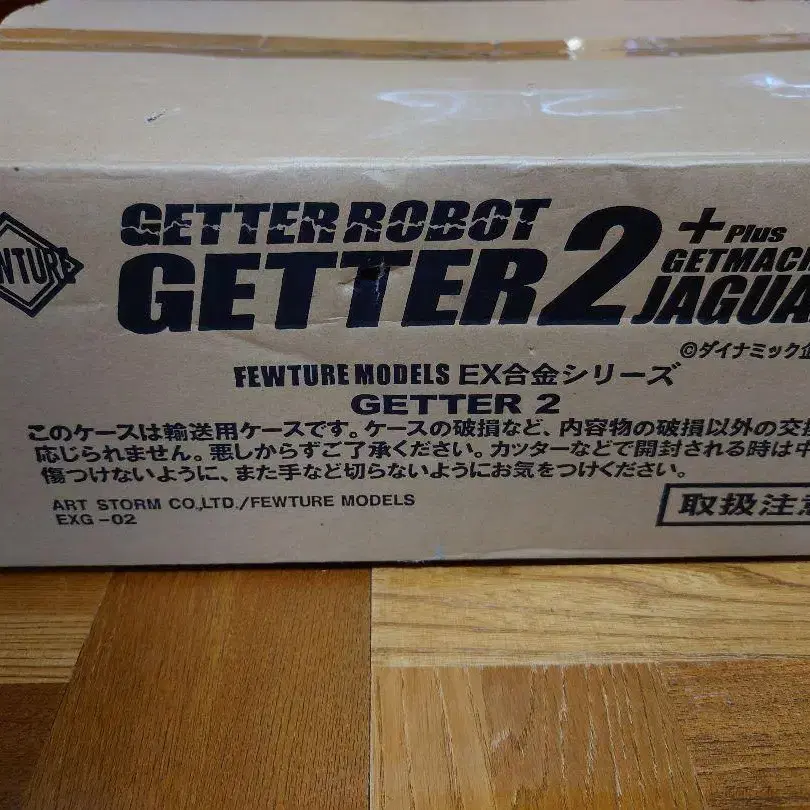 GETTER ROBOT
GETTER 2
+Plus
GETMACH
JAGUA
EWTURE
©ダイナミック企
FEWTURE MODELS EX合金シリーズ
GETTER 2
このケースは輸送用ケースです。ケースの破損など、内容物の破損以外の交換
応じられません。悪しからずご了承ください。カッターなどで開封される時は中
傷つけないように、また手など切らないようにお気をつけください。
ART STORM CO.,LTD./FEWTURE MODELS
EXG-02
取扱注意